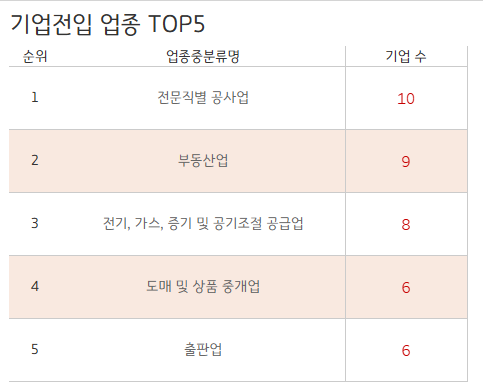 기업전입 업종 TOP5
순위 업종중분류명 기업 수
1 전문직별 공사업 10
2 부동산업 9
3 전기, 가스, 증기 및 공기조절 공급업 8
4 도매 및 상품 중개업 6
5 출판업 6